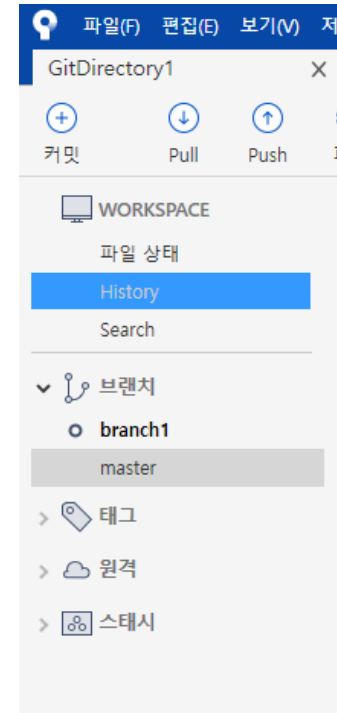 파일(F) 편집(E) 보기(V)
GitDirectory1
커밋 Pull Push
WORKSPACE
파일 상태
History
Search
브랜치
branch1
master
태그
원격
스태시